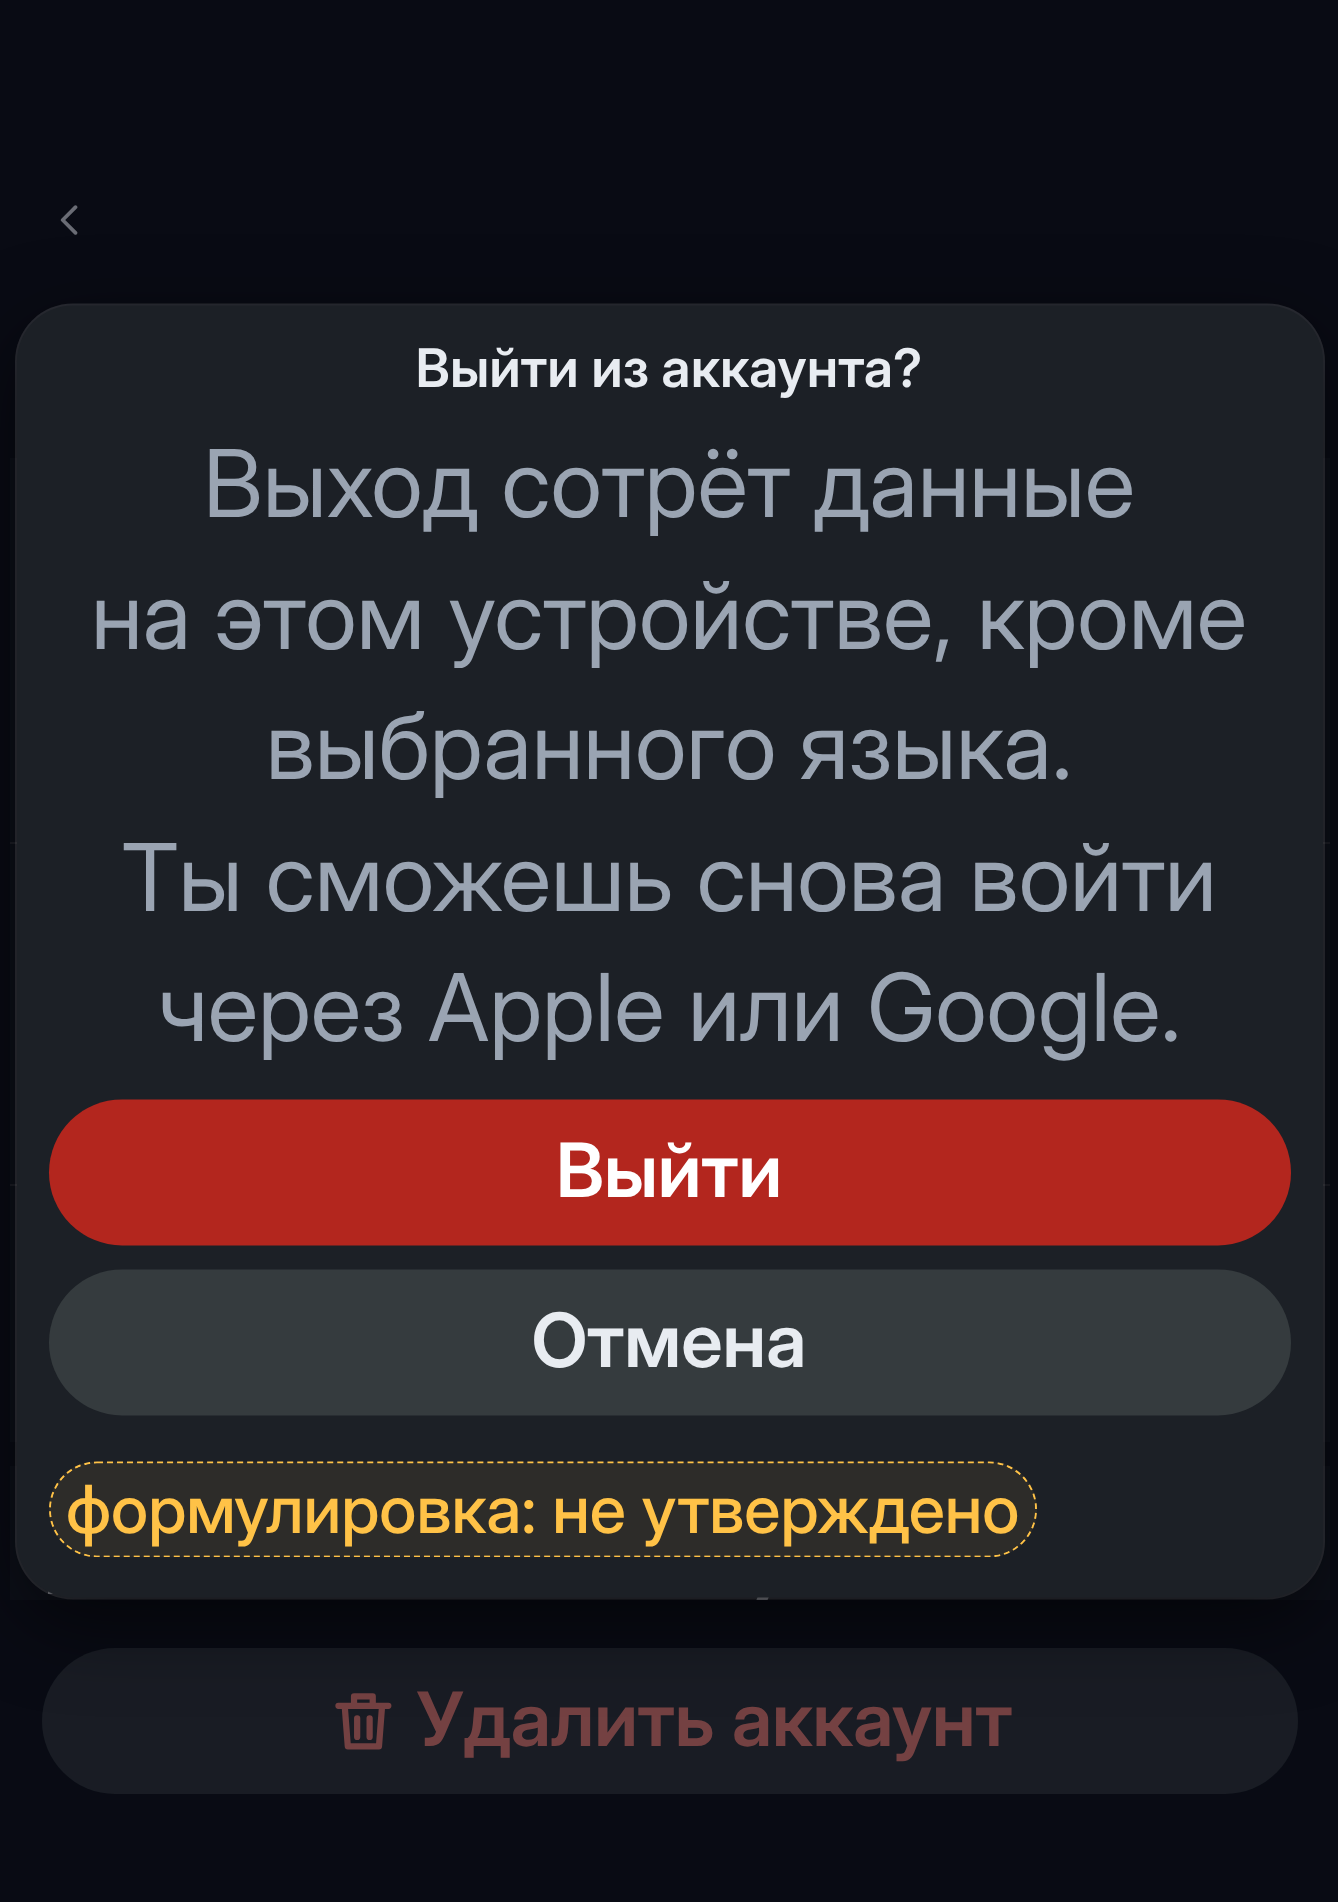 Выйти из аккаунта?
Выход сотрёт данные
на этом устройстве, кроме
выбранного языка.
Ты сможешь снова войти
через Apple или Google.
Выйти
Отмена
формулировка: не утверждено
Удалить аккаунт